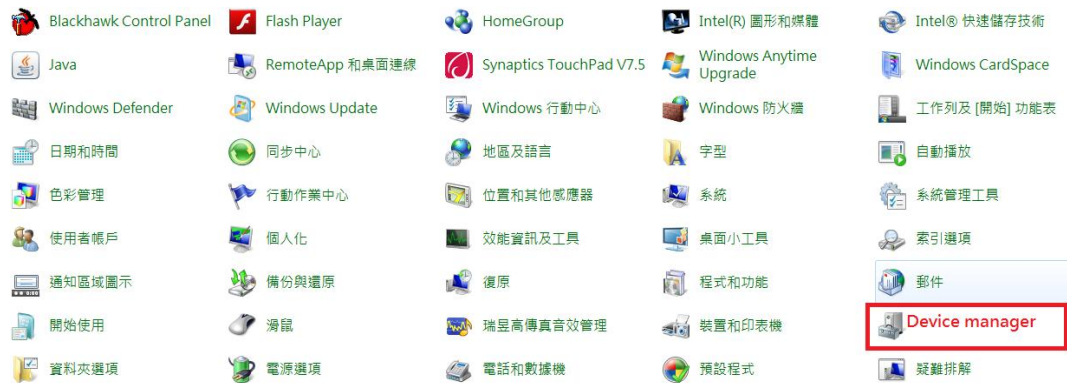 Blackhawk Control Panel
Flash Player
HomeGroup
Intel(R) 圖形和媒體
Intel® 快速儲存技術
Java
RemoteApp 和桌面連線
Synaptics TouchPad V7.5
Windows Anytime
Upgrade
Windows CardSpace
Windows Defender
Windows Update
Windows 行動中心
Windows 防火牆
工作列及 [開始] 功能表
日期和時間
同步中心
地區及語言
字型
自動播放
色彩管理
行動作業中心
位置和其他感應器
系統
系統管理工具
使用者帳戶
個人化
效能資訊及工具
桌面小工具
索引選項
通知區域圖示
備份與還原
復原
程式和功能
郵件
開始使用
滑鼠
瑞昱高傳真音效管理
裝置和印表機
Device manager
資料夾選項
電源選項
電話和數據機
預設程式
疑難排解